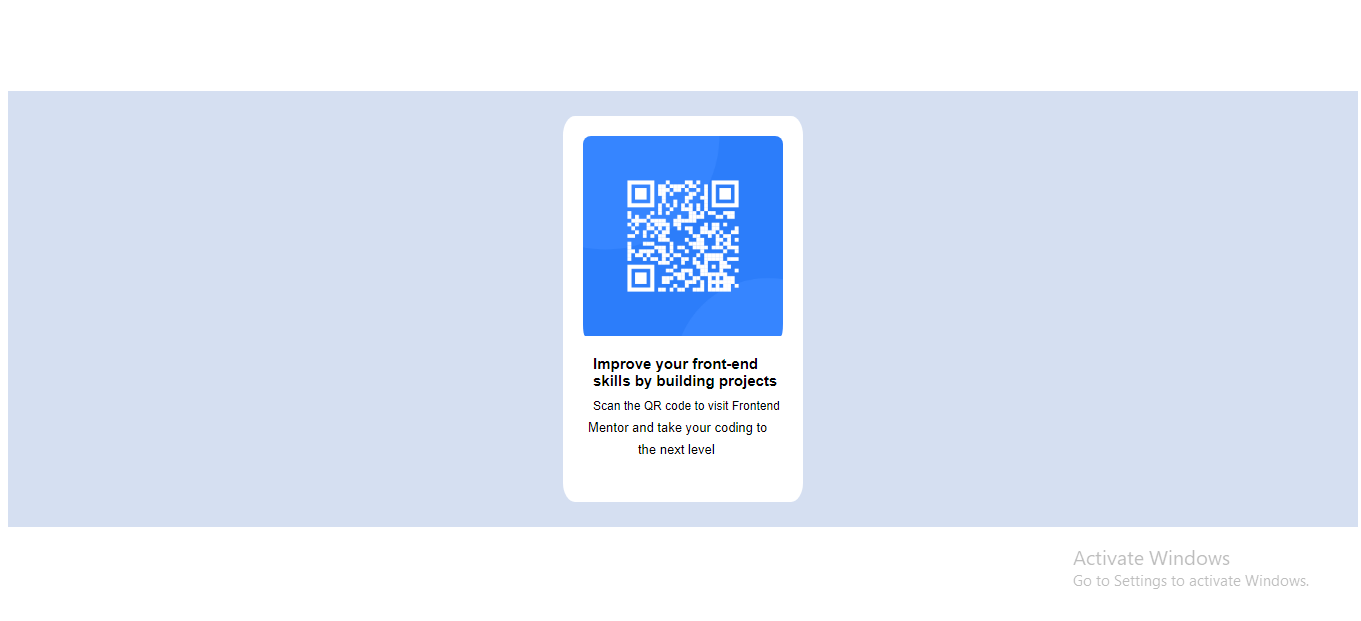 Improve your front-end
skills by building projects
Scan the QR code to visit Frontend
Mentor and take your coding to
the next level
Activate Windows
Go to Settings to activate Windows.